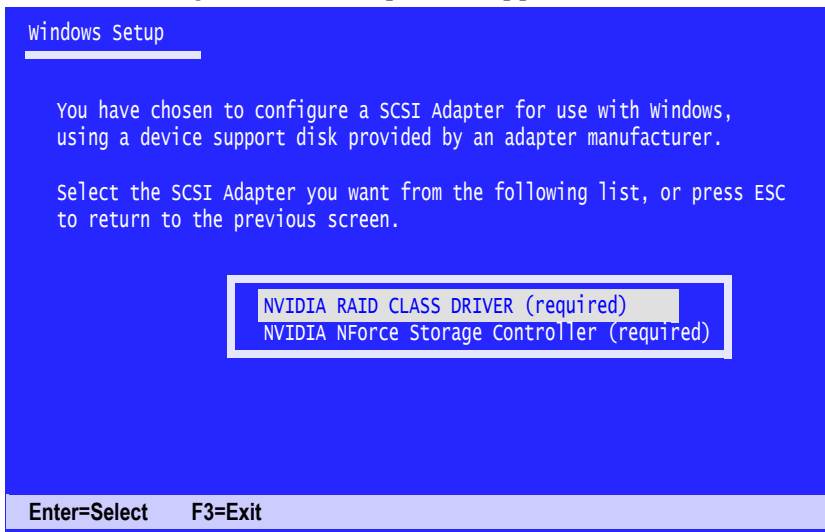 Windows Setup
You have chosen to configure a SCSI Adapter for use with Windows,
using a device support disk provided by an adapter manufacturer.
Select the SCSI Adapter you want from the following list, or press ESC
to return to the previous screen.
NVIDIA RAID CLASS DRIVER (required)
NVIDIA NForce Storage Controller (required)
Enter=Select F3=Exit